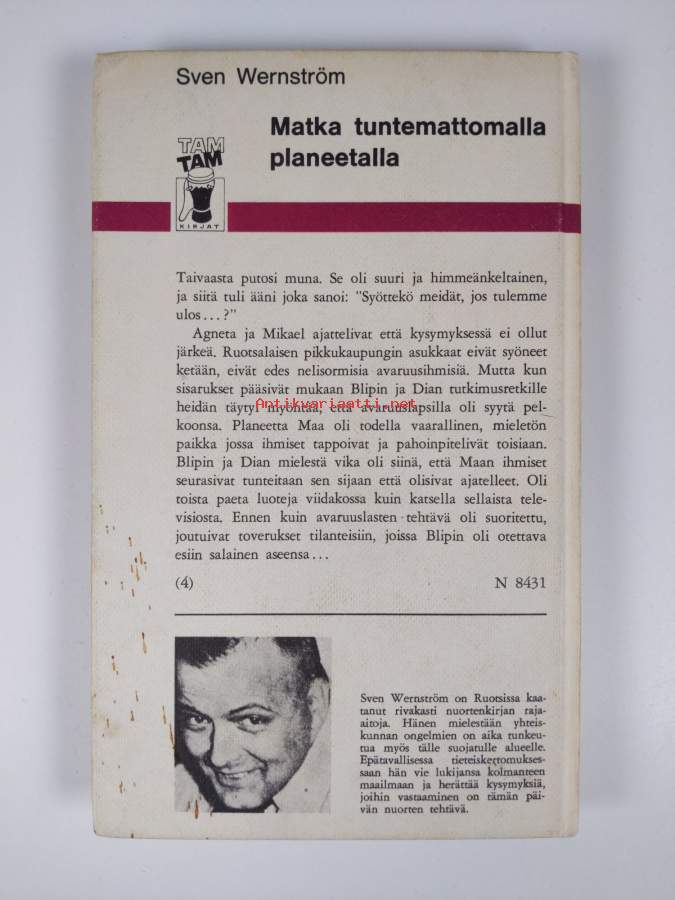 Sven Wernström
Matka tuntemattomalla
planeetalla
TAM
TAM
KIRJAT
Taivaasta putosi muna. Se oli suuri ja himmeänkeltainen,
ja siitä tuli ääni joka sanoi: "Syöttekö meidät, jos tulemme
ulos...?"
Agneta ja Mikael ajattelivat että kysymyksessä ei ollut
järkeä. Ruotsalaisen pikkukaupungin asukkaat eivät syöneet
ketään, eivät edes nelisormisia avaruusihmisiä. Mutta kun
sisarukset pääsivät mukaan Blipin ja Dian tutkimusretkille
Antikvariaatti.net
heidän täytyi myöntää, että avaruuslapsilla oli syytä pel-
koonsa. Planeetta Maa oli todella vaarallinen, mieletön
paikka jossa ihmiset tappoivat ja pahoinpitelivät toisiaan.
Blipin ja Dian mielestä vika oli siinä, että Maan ihmiset
seurasivat tunteitaan sen sijaan että olisivat ajatelleet. Oli
toista paeta luoteja viidakossa kuin katsella sellaista tele-
visiosta. Ennen kuin avaruuslasten tehtävä oli suoritettu,
joutuivat toverukset tilanteisiin, joissa Blipin oli otettava
esiin salainen aseensa...
(4) N 8431
Sven Wernström on Ruotsissa kaa-
tanut rivakasti nuortenkirjan raja-
aitoja. Hänen mielestään yhteis-
kunnan ongelmien on aika tunkeu-
tua myös tälle suojatulle alueelle.
Epätavallisessa tieteiskertomukses-
saan hän vie lukijansa kolmanteen
maailmaan ja herättää kysymyksiä,
joihin vastaaminen on tämän päi-
vän nuorten tehtävä.